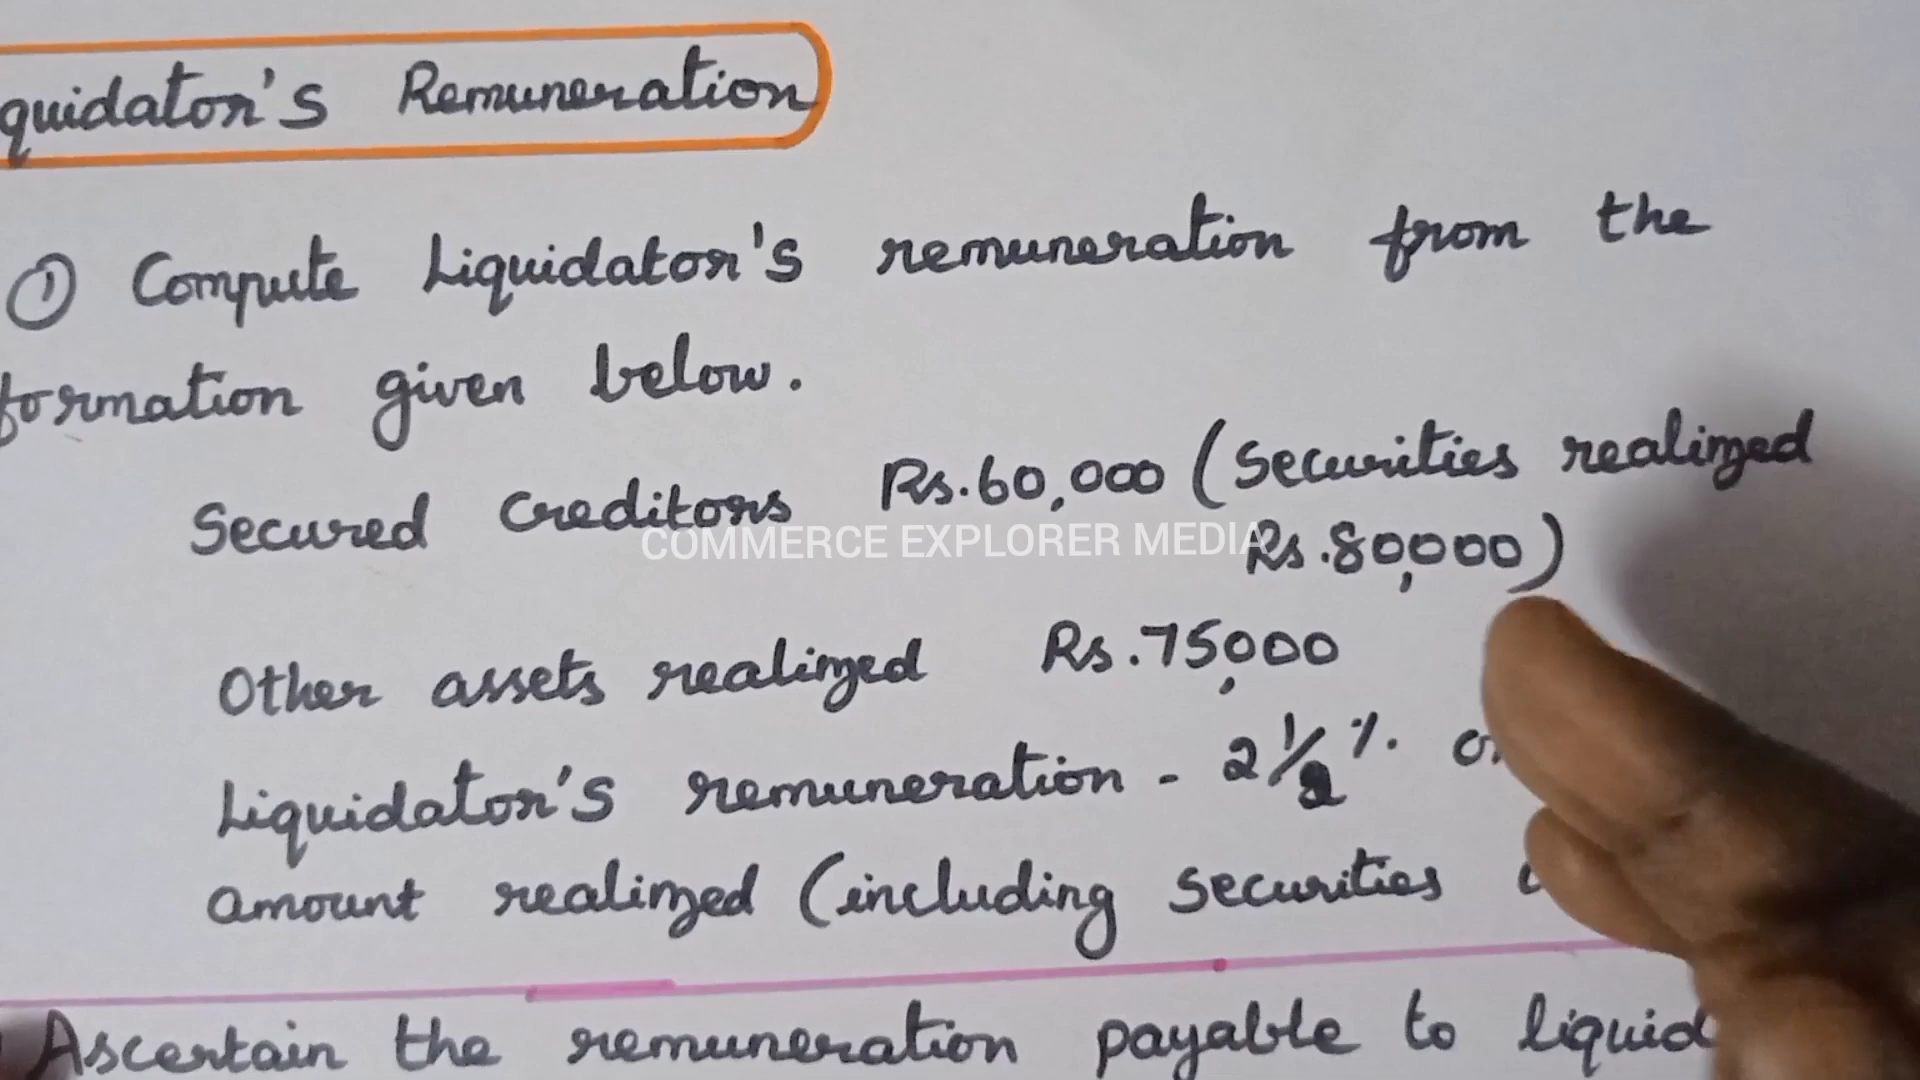 quidator's Remuneration
① Compute Liquidator's remuneration from the
formation given below.
Secured Creditors Rs.60,000 (Securities realized
COMMERCE EXPLORER MEDIA
Rs.80,000)
Other assets realized Rs.75,000
Liquidator's remuneration - 2 1/2 %
amount realized (including securities
Ascertain the remuneration payable to liquid